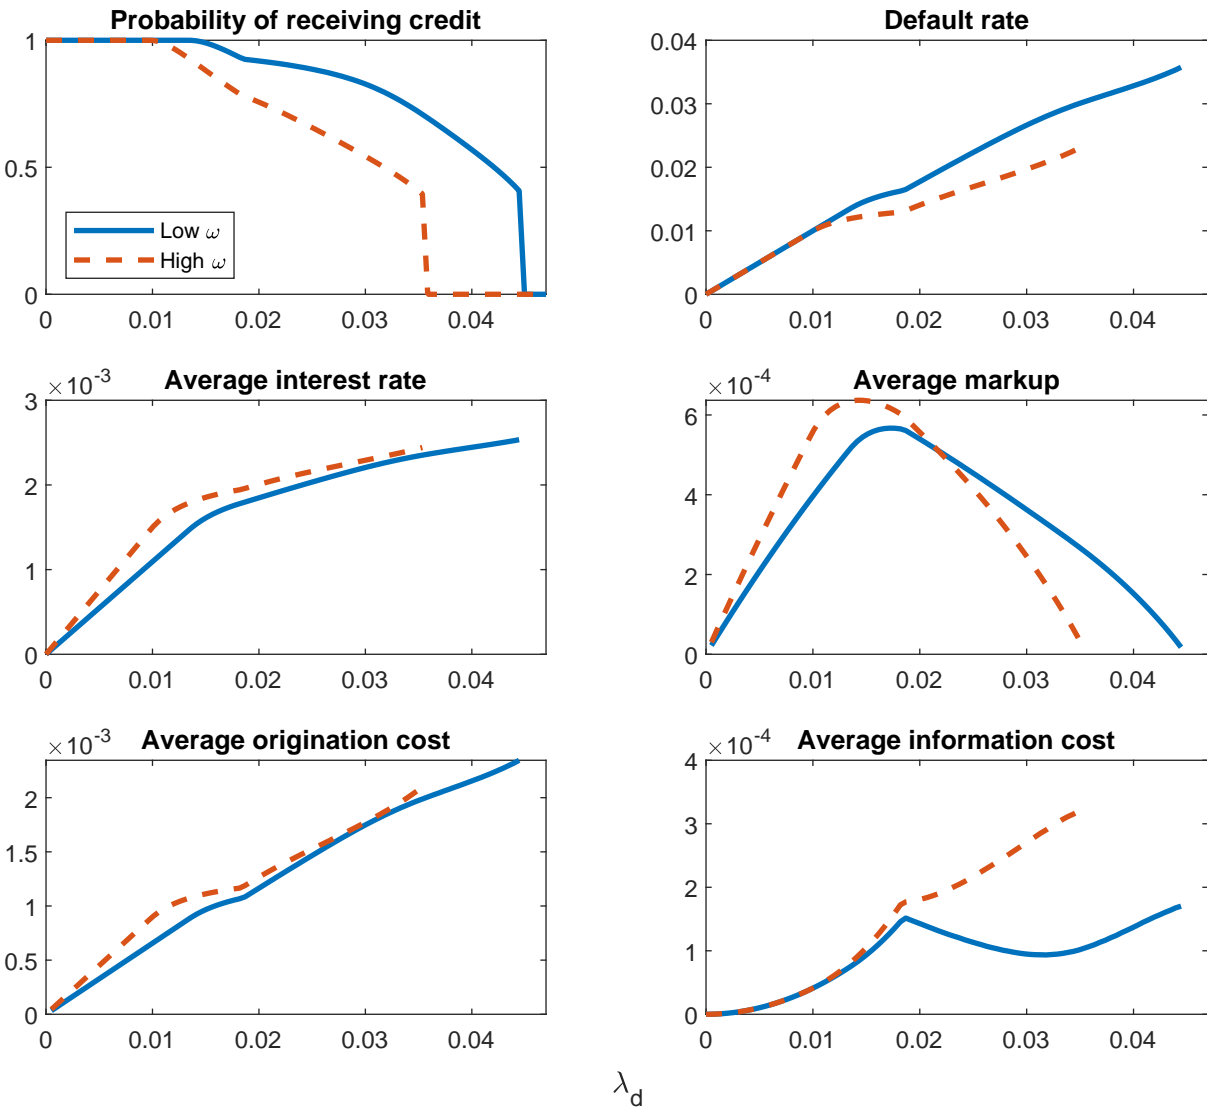 Probability of receiving credit
1
0.5
0
Low ω
High ω
0 0.01 0.02 0.03 0.04
Default rate
0.04
0.03
0.02
0.01
0
0 0.01 0.02 0.03 0.04
×10-3
Average interest rate
3
2
1
0
0 0.01 0.02 0.03 0.04
×10-4
Average markup
6
4
2
0
0 0.01 0.02 0.03 0.04
×10-3
Average origination cost
2
1.5
1
0.5
0
0 0.01 0.02 0.03 0.04
×10-4
Average information cost
4
3
2
1
0
0 0.01 0.02 0.03 0.04
λd